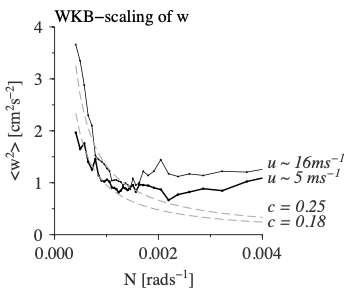 WKB−scaling of w
4
3
2
1
0
<w²> [cm²s⁻²]
u ~ 16ms⁻¹
u ~ 5 ms⁻¹
c = 0.25
c = 0.18
0.000 0.002 0.004
N [rads⁻¹]